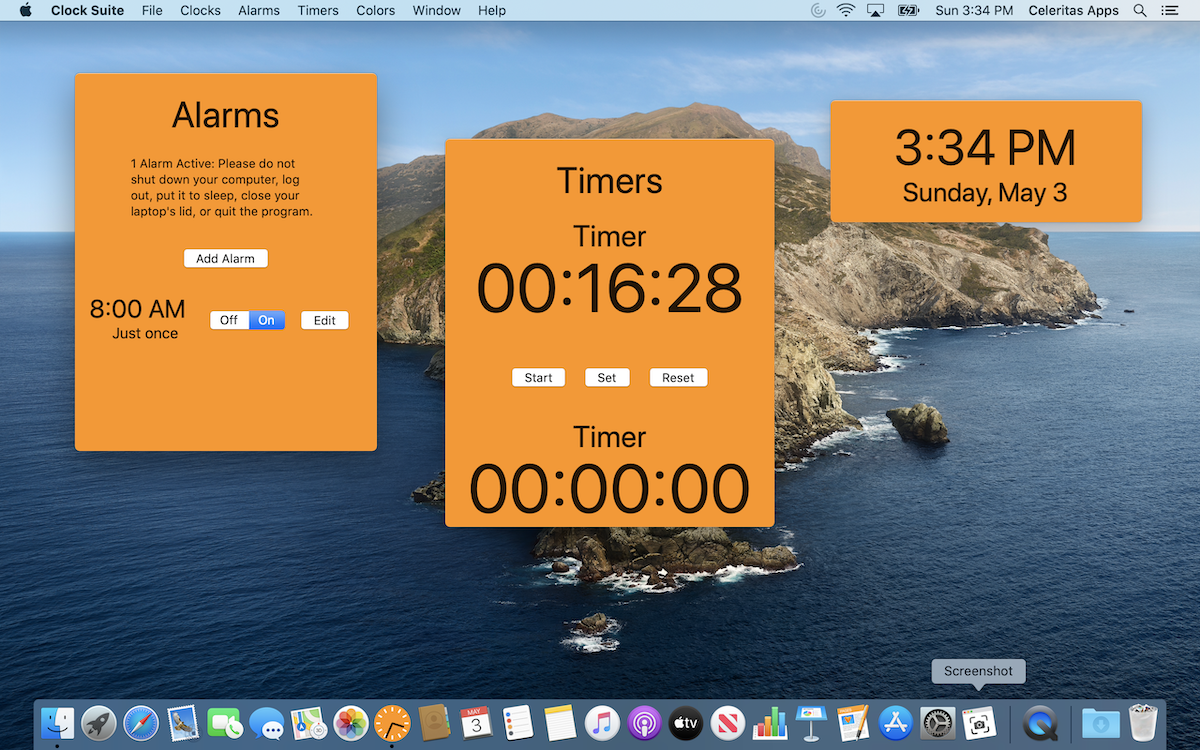 Clock Suite File Clocks Alarms Timers Colors Window Help Sun 3:34 PM Celeritas Apps
Alarms
1 Alarm Active: Please do not
shut down your computer, log
out, put it to sleep, close your
laptop's lid, or quit the program.
Add Alarm
8:00 AM
Just once
Off On Edit
Timers
Timer
00:16:28
Start Set Reset
Timer
00:00:00
3:34 PM
Sunday, May 3
Screenshot
MAY
3
tv